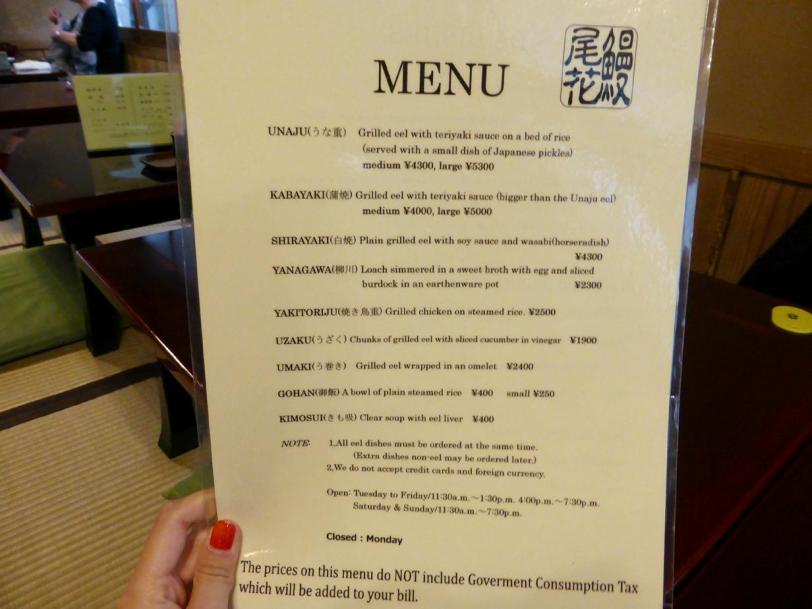 MENU
尾花 鰻
UNAJU(うな重) Grilled eel with teriyaki sauce on a bed of rice
(served with a small dish of Japanese pickles)
medium ¥4300, large ¥5300
KABAYAKI(蒲焼) Grilled eel with teriyaki sauce (bigger than the Unaju eel)
medium ¥4000, large ¥5000
SHIRAYAKI(白焼) Plain grilled eel with soy sauce and wasabi(horseradish)
¥4300
YANAGAWA(柳川) Loach simmered in a sweet broth with egg and sliced
burdock in an earthenware pot ¥2300
YAKITORIJU(焼き鳥重) Grilled chicken on steamed rice. ¥2500
UZAKU(うざく) Chunks of grilled eel with sliced cucumber in vinegar ¥1900
UMAKI(う巻き) Grilled eel wrapped in an omelet ¥2400
GOHAN(御飯) A bowl of plain steamed rice ¥400 small ¥250
KIMOSUI(きも吸) Clear soup with eel liver ¥400
NOTE: 1,All eel dishes must be ordered at the same time.
(Extra dishes non-eel may be ordered later.)
2,We do not accept credit cards and foreign currency.
Open: Tuesday to Friday/11:30a.m.～1:30p.m. 4:00p.m.～7:30p.m.
Saturday & Sunday/11:30a.m.～7:30p.m.
Closed : Monday
The prices on this menu do NOT include Goverment Consumption Tax
which will be added to your bill.